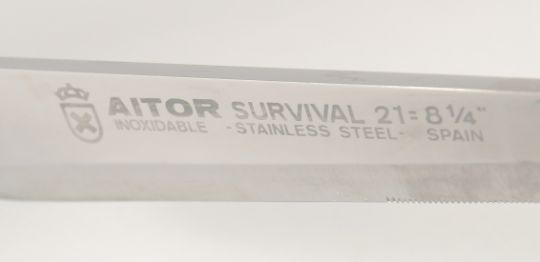 AITOR SURVIVAL 21=8 1/4"
INOXIDABLE -STAINLESS STEEL- SPAIN